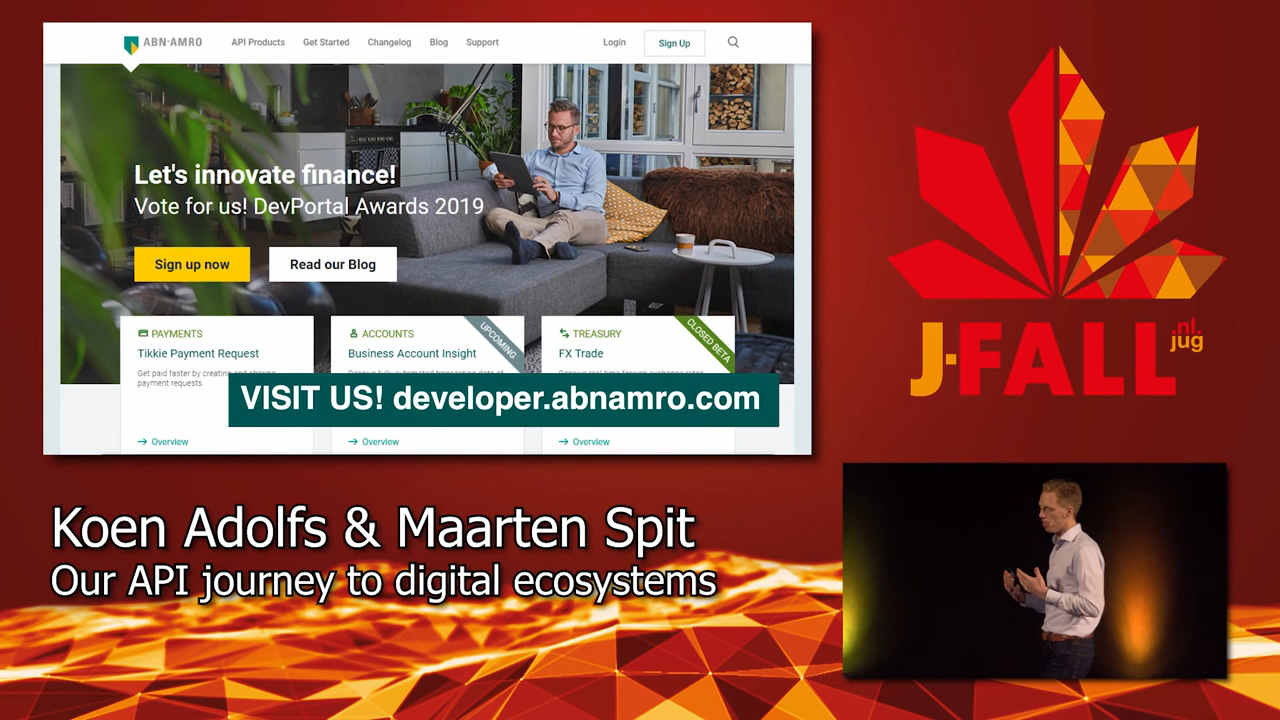 ABN·AMRO
API Products
Get Started
Changelog
Blog
Support
Login
Sign Up
Let's innovate finance!
Vote for us! DevPortal Awards 2019
Sign up now
Read our Blog
PAYMENTS
Tikkie Payment Request
Get paid faster by creating and sharing
payment requests.
Overview
ACCOUNTS
UPCOMING
Business Account Insight
Overview
TREASURY
CLOSED BETA
FX Trade
Overview
VISIT US! developer.abnamro.com
J-FALL
nl.
jug
Koen Adolfs & Maarten Spit
Our API journey to digital ecosystems